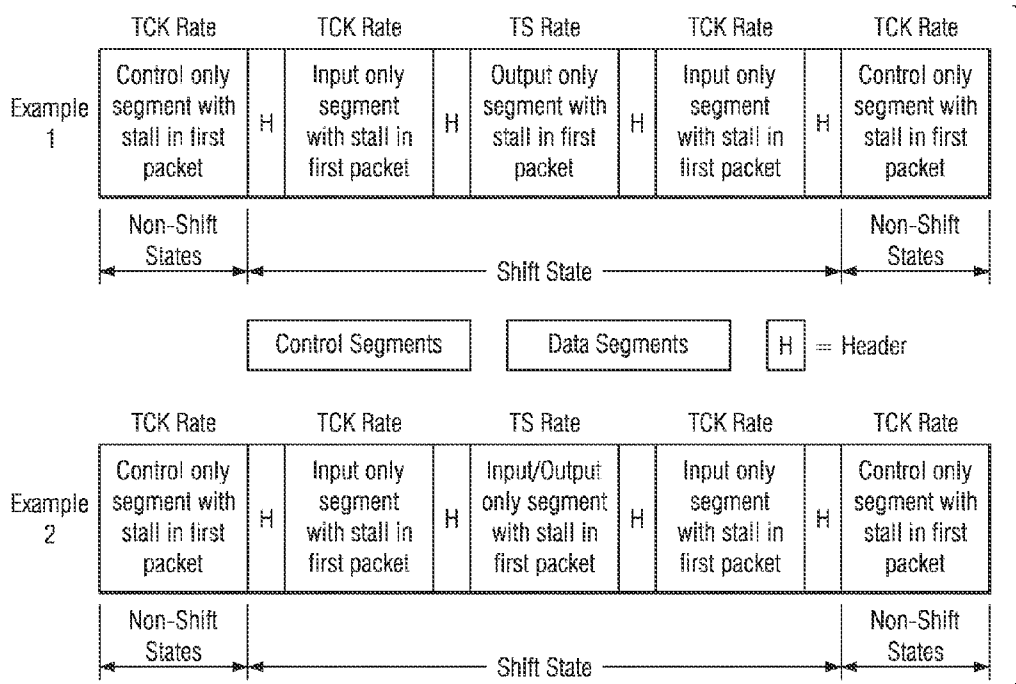 TCK Rate TCK Rate TS Rate TCK Rate TCK Rate
Example
1
Control only
segment with
stall in first
packet
H
Input only
segment
with stall in
first packet
H
Output only
segment with
stall in first
packet
H
Input only
segment
with stall in
first packet
H
Control only
segment with
stall in first
packet
Non-Shift
States
Shift State
Non-Shift
States
Control Segments
Data Segments
H = Header
TCK Rate TCK Rate TS Rate TCK Rate TCK Rate
Example
2
Control only
segment with
stall in first
packet
H
Input only
segment
with stall in
first packet
H
Input/Output
only segment
with stall in
first packet
H
Input only
segment
with stall in
first packet
H
Control only
segment with
stall in first
packet
Non-Shift
States
Shift State
Non-Shift
States